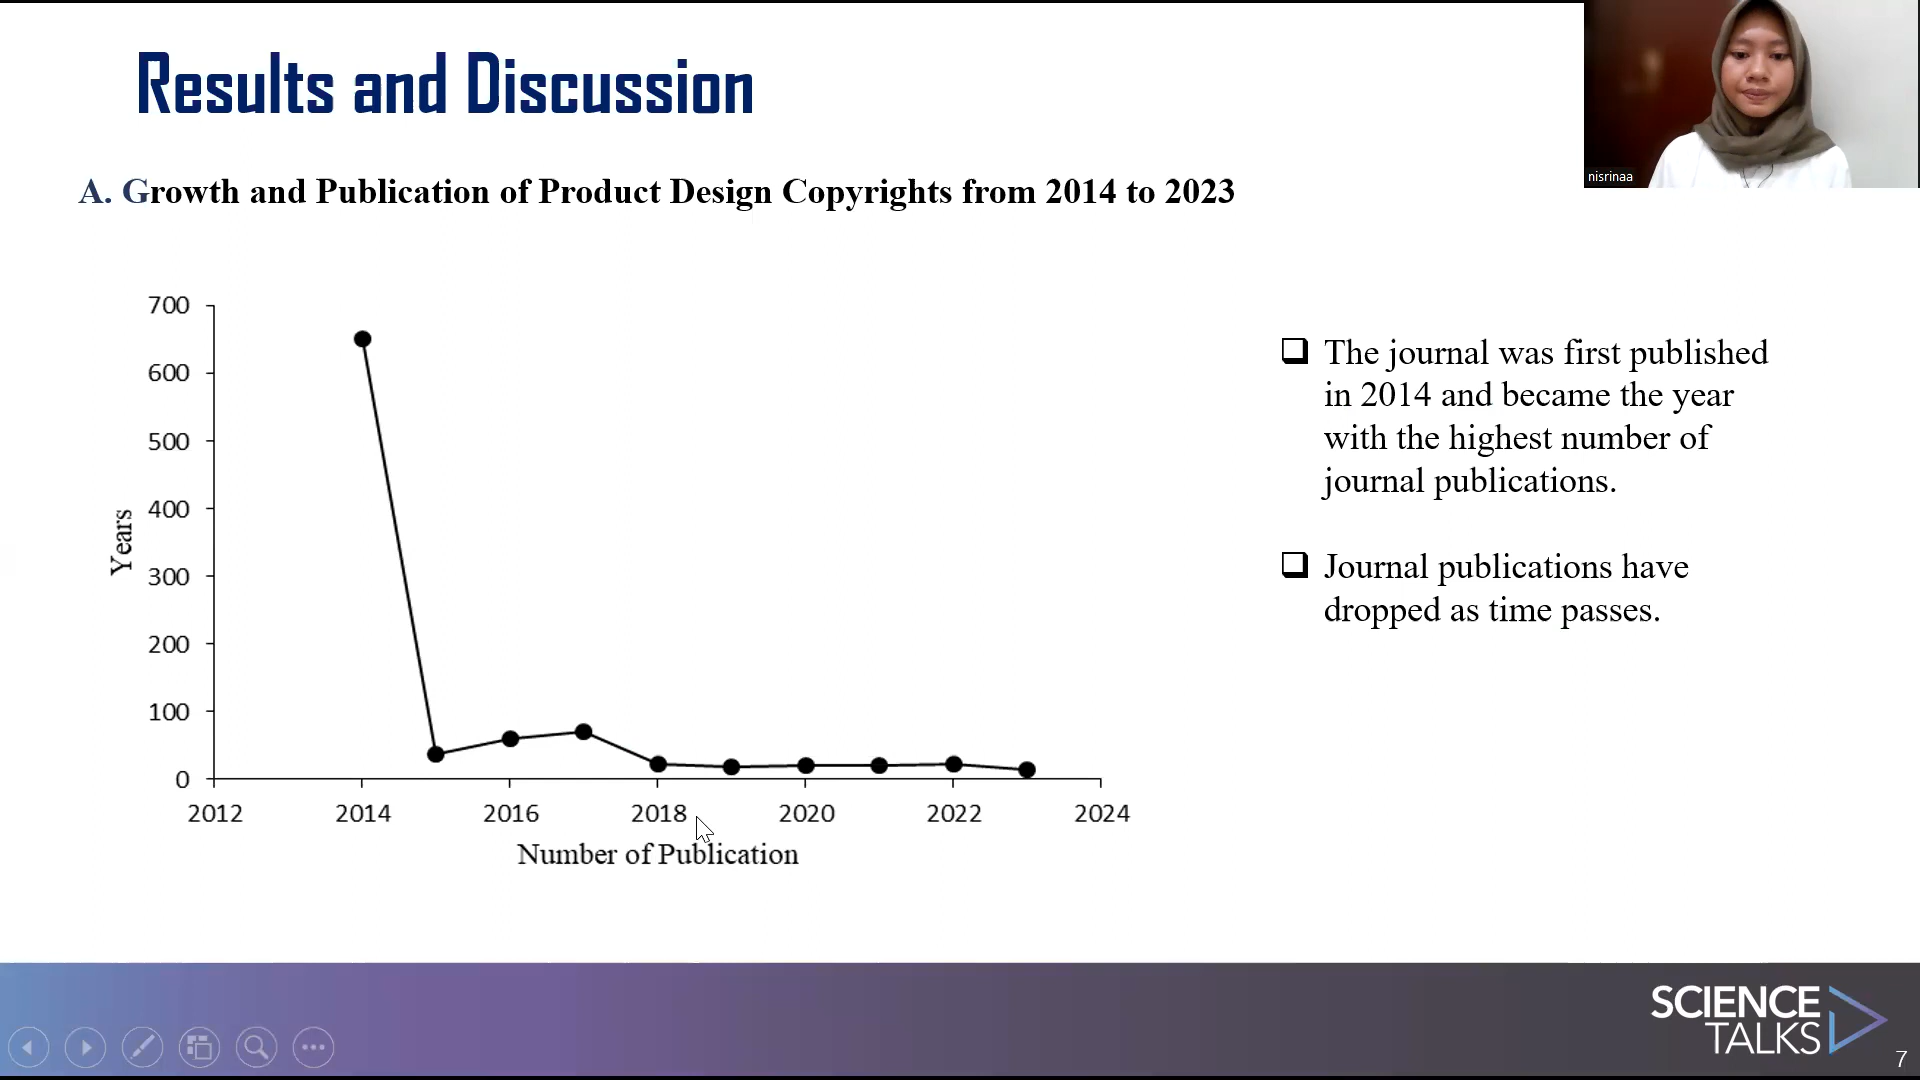 Results and Discussion
nisrinaa
A. Growth and Publication of Product Design Copyrights from 2014 to 2023
700
600
500
400
300
200
100
0
Years
2012 2014 2016 2018 2020 2022 2024
Number of Publication
The journal was first published
in 2014 and became the year
with the highest number of
journal publications.
Journal publications have
dropped as time passes.
SCIENCE
TALKS
7